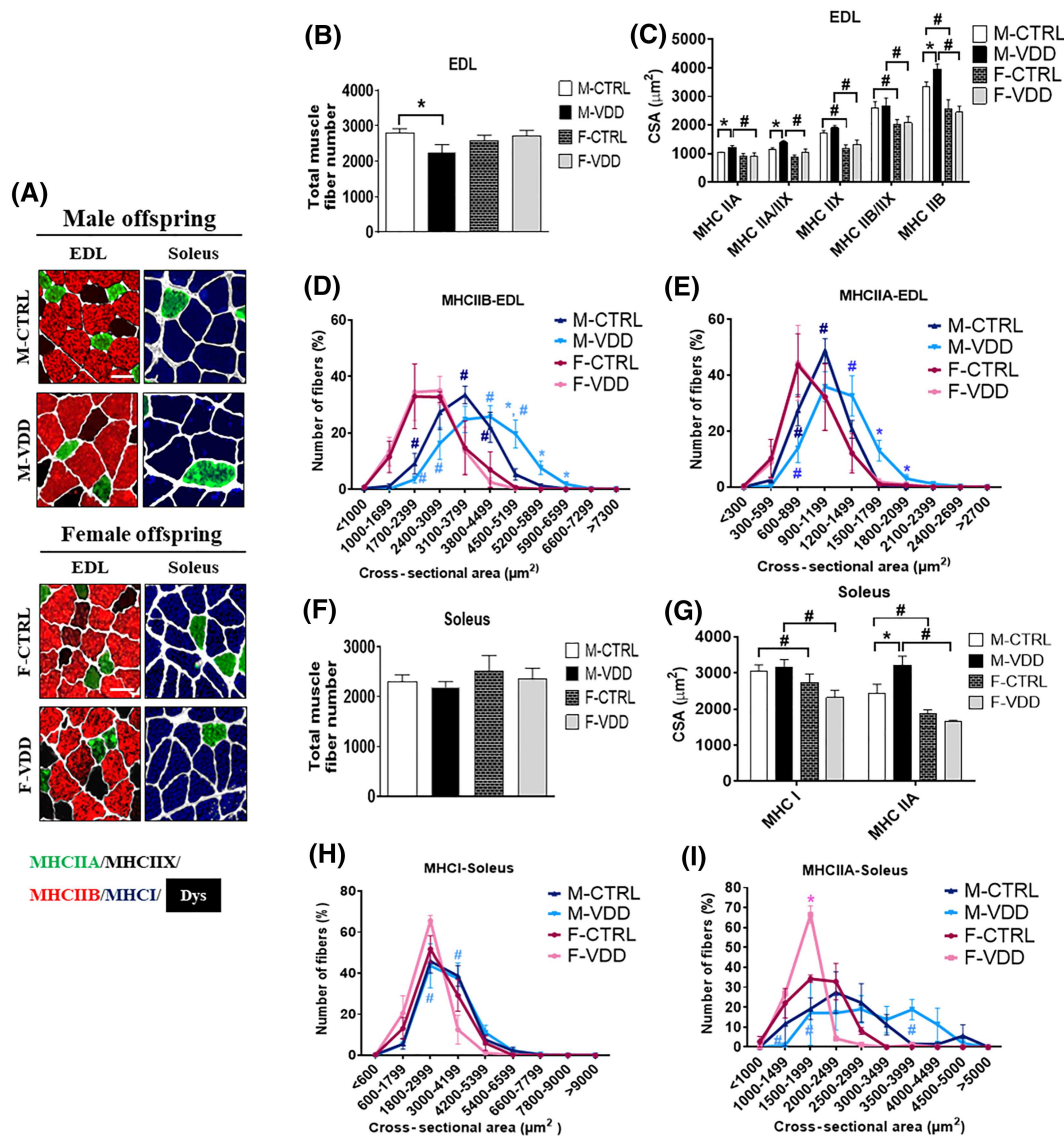 (A)
Male offspring
EDL Soleus
M-CTRL
M-VDD
Female offspring
EDL Soleus
F-CTRL
F-VDD
MHCIIA/MHCIIX/
MHCIIB/MHCI/ Dys
(B)
EDL
Total muscle
fiber number
4000
3000
2000
1000
0
*
M-CTRL
M-VDD
F-CTRL
F-VDD
(C)
EDL
CSA (µm²)
5000
4000
3000
2000
1000
0
* # * # # # # # # * #
MHC IIA
MHC IIA/IIX
MHC IIX
MHC IIB/IIX
MHC IIB
M-CTRL
M-VDD
F-CTRL
F-VDD
(D)
MHCIIB-EDL
Number of fibers (%)
60
40
20
0
# # # # # # *, # * *
M-CTRL
M-VDD
F-CTRL
F-VDD
<1000
1000-1699
1700-2399
2400-3099
3100-3799
3800-4499
4500-5199
5200-5899
5900-6599
6600-7299
>7300
Cross-sectional area (µm²)
(E)
MHCIIA-EDL
Number of fibers (%)
60
40
20
0
# # # # * *
M-CTRL
M-VDD
F-CTRL
F-VDD
<300
300-599
600-899
900-1199
1200-1499
1500-1799
1800-2099
2100-2399
2400-2699
>2700
Cross-sectional area (µm²)
(F)
Soleus
Total muscle
fiber number
4000
3000
2000
1000
0
M-CTRL
M-VDD
F-CTRL
F-VDD
(G)
Soleus
CSA (µm²)
4000
3000
2000
1000
0
# # # * #
MHC I
MHC IIA
M-CTRL
M-VDD
F-CTRL
F-VDD
(H)
MHCI-Soleus
Number of fibers (%)
80
60
40
20
0
# #
M-CTRL
M-VDD
F-CTRL
F-VDD
<600
600-1799
1800-2999
3000-4199
4200-5399
5400-6599
6600-7799
7800-9000
>9000
Cross-sectional area (µm²)
(I)
MHCIIA-Soleus
Number of fibers (%)
80
70
60
50
40
30
20
10
0
* # # #
M-CTRL
M-VDD
F-CTRL
F-VDD
<1000
1000-1499
1500-1999
2000-2499
2500-2999
3000-3499
3500-3999
4000-4499
4500-5000
>5000
Cross-sectional area (µm²)